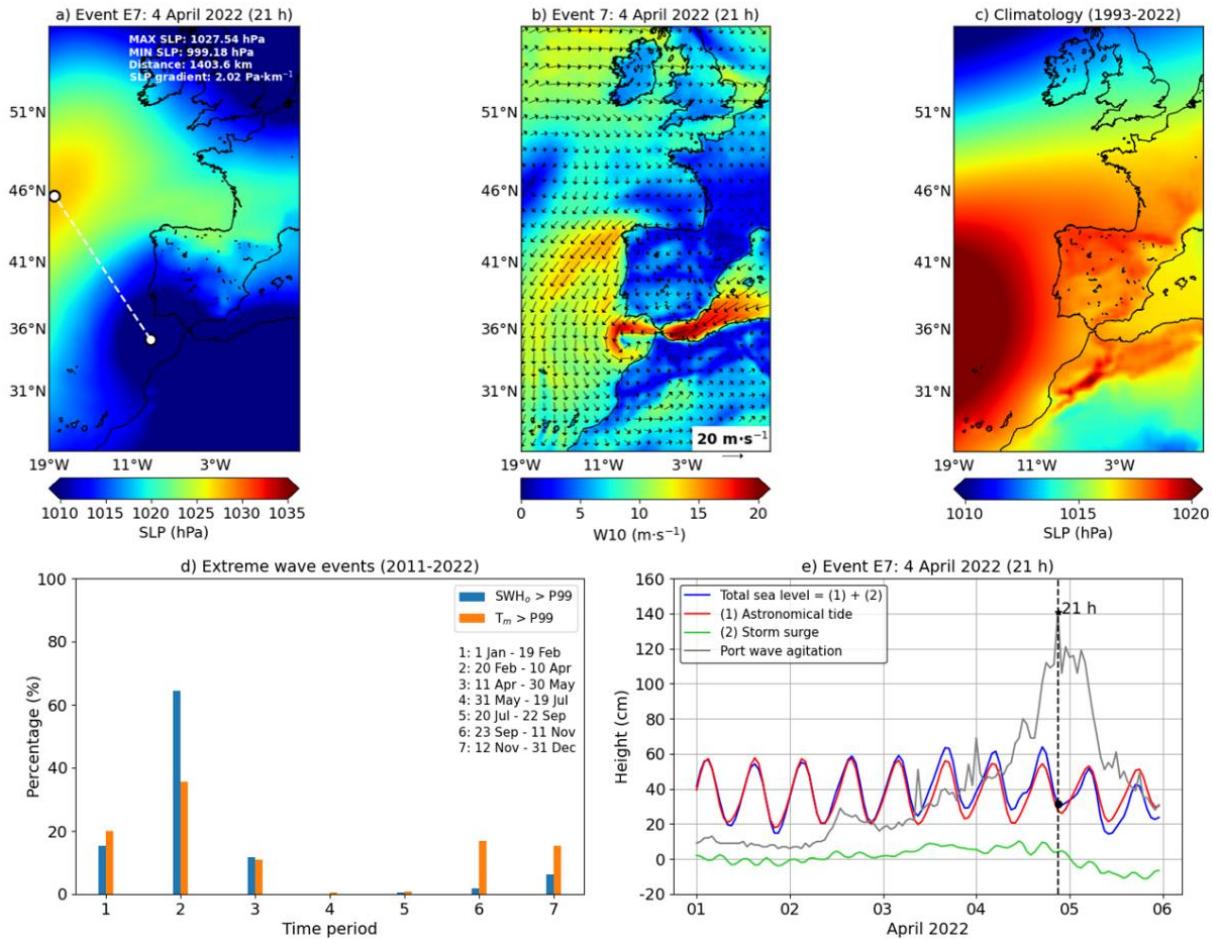 a) Event E7: 4 April 2022 (21 h)
MAX SLP: 1027.54 hPa
MIN SLP: 999.18 hPa
Distance: 1403.6 km
SLP gradient: 2.02 Pa·km⁻¹
51°N
46°N
41°N
36°N
31°N
19°W
11°W
3°W
1010 1015 1020 1025 1030 1035
SLP (hPa)
b) Event 7: 4 April 2022 (21 h)
51°N
46°N
41°N
36°N
31°N
20 m·s⁻¹
19°W
11°W
3°W
0 5 10 15 20
W10 (m·s⁻¹)
c) Climatology (1993-2022)
51°N
46°N
41°N
36°N
31°N
19°W
11°W
3°W
1010 1020
SLP (hPa)
d) Extreme wave events (2011-2022)
Percentage (%)
100
80
60
40
20
0
SWHₒ > P99
Tₘ > P99
1: 1 Jan - 19 Feb
2: 20 Feb - 10 Apr
3: 11 Apr - 30 May
4: 31 May - 19 Jul
5: 20 Jul - 22 Sep
6: 23 Sep - 11 Nov
7: 12 Nov - 31 Dec
1 2 3 4 5 6 7
Time period
e) Event E7: 4 April 2022 (21 h)
Height (cm)
160
140
120
100
80
60
40
20
0
-20
Total sea level = (1) + (2)
(1) Astronomical tide
(2) Storm surge
Port wave agitation
21 h
01 02 03 04 05 06
April 2022